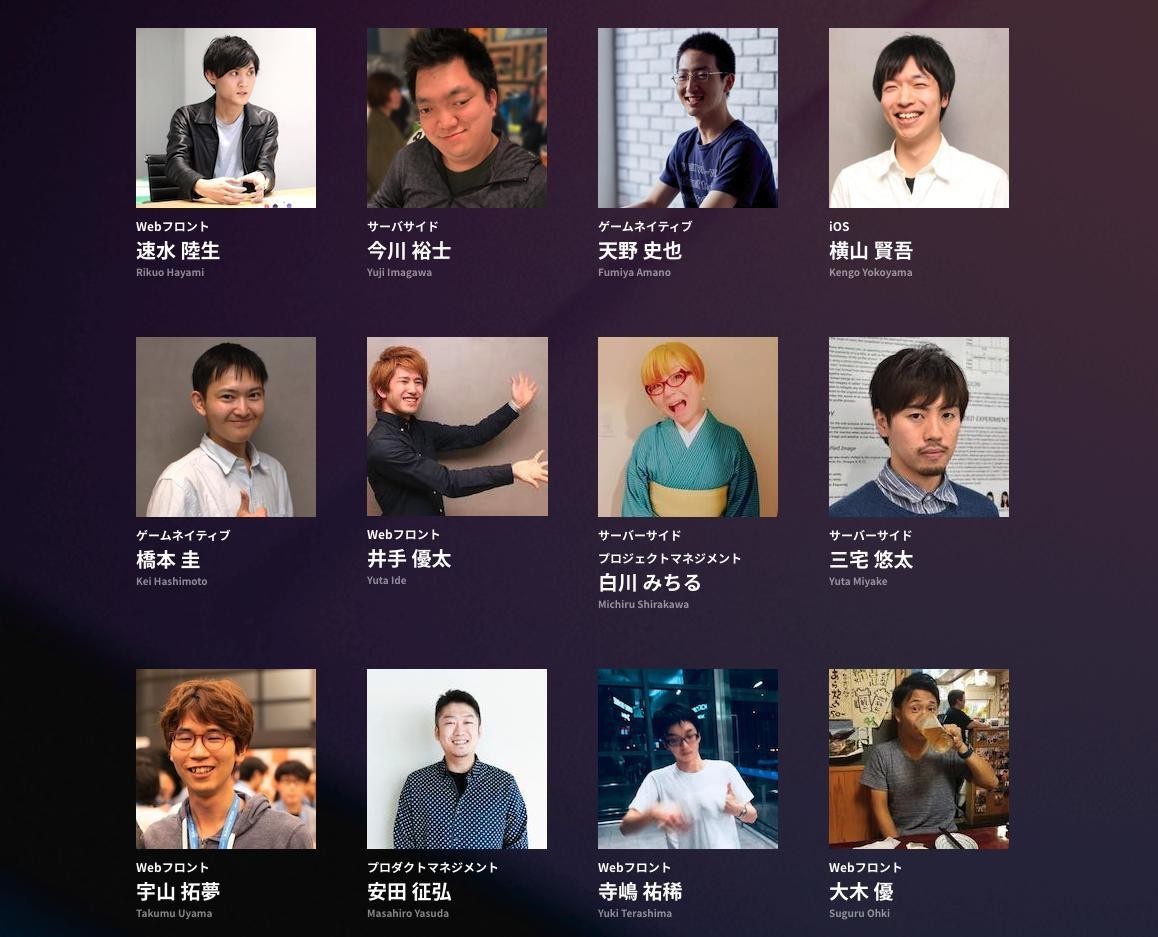 Webフロント
速水 陸生
Rikuo Hayami
サーバサイド
今川 裕士
Yuji Imagawa
ゲームネイティブ
天野 史也
Fumiya Amano
iOS
横山 賢吾
Kengo Yokoyama
ゲームネイティブ
橋本 圭
Kei Hashimoto
Webフロント
井手 優太
Yuta Ide
サーバーサイド
プロジェクトマネジメント
白川 みちる
Michiru Shirakawa
サーバーサイド
三宅 悠太
Yuta Miyake
Webフロント
宇山 拓夢
Takumu Uyama
プロダクトマネジメント
安田 征弘
Masahiro Yasuda
Webフロント
寺嶋 祐稀
Yuki Terashima
Webフロント
大木 優
Suguru Ohki